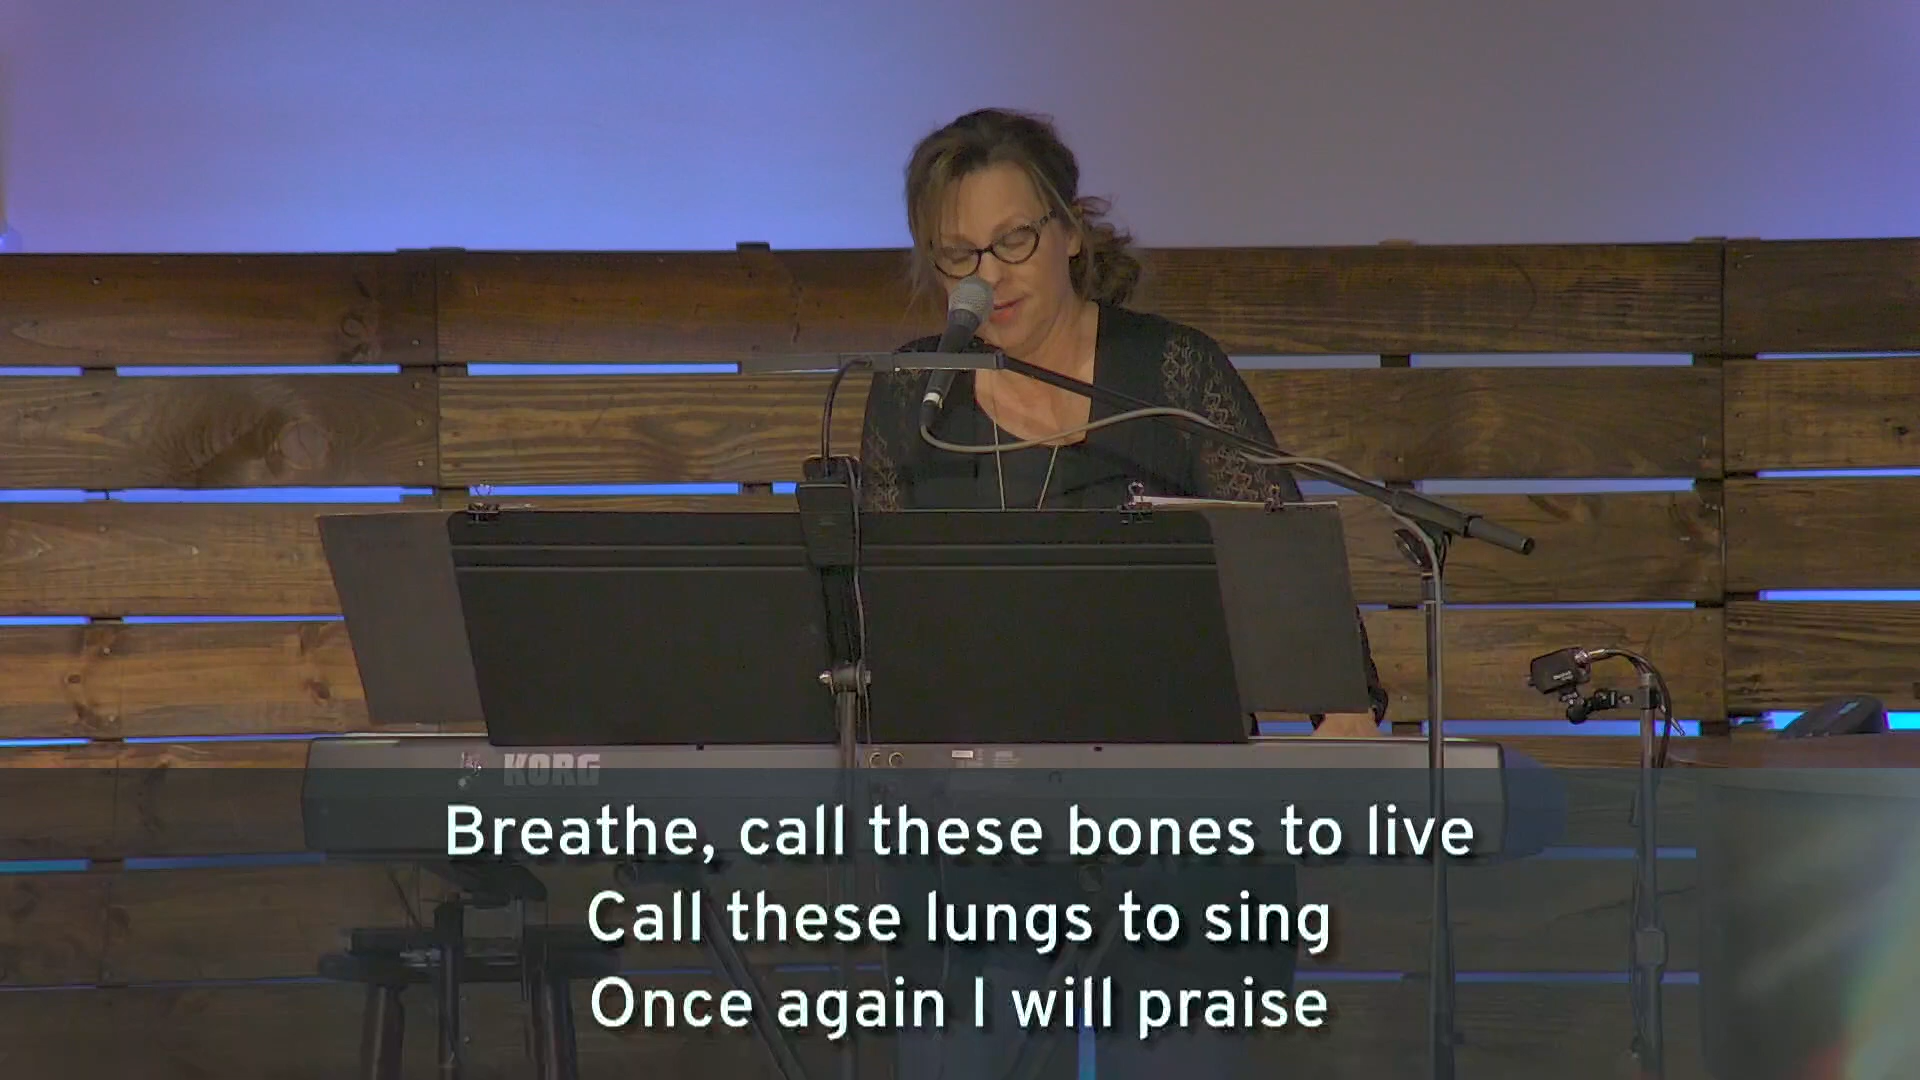 KORG
Breathe, call these bones to live
Call these lungs to sing
Once again I will praise